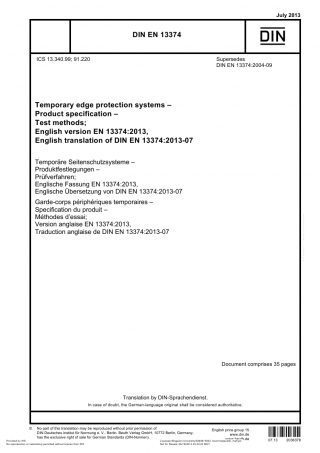 July 2013
DIN EN 13374
DIN
ICS 13.340.99; 91.220
Supersedes
DIN EN 13374:2004-09
Temporary edge protection systems –
Product specification –
Test methods;
English version EN 13374:2013,
English translation of DIN EN 13374:2013-07
Temporäre Seitenschutzsysteme –
Produktfestlegungen –
Prüfverfahren;
Englische Fassung EN 13374:2013,
Englische Übersetzung von DIN EN 13374:2013-07
Garde-corps périphériques temporaires –
Spécification du produit –
Méthodes d'essai;
Version anglaise EN 13374:2013,
Traduction anglaise de DIN EN 13374:2013-07
Document comprises 35 pages
Translation by DIN-Sprachendienst.
In case of doubt, the German-language original shall be considered authoritative.
© No part of this translation may be reproduced without prior permission of
DIN Deutsches Institut für Normung e. V., Berlin. Beuth Verlag GmbH, 10772 Berlin, Germany,
has the exclusive right of sale for German Standards (DIN-Normen).
English price group 15
www.din.de
07.13